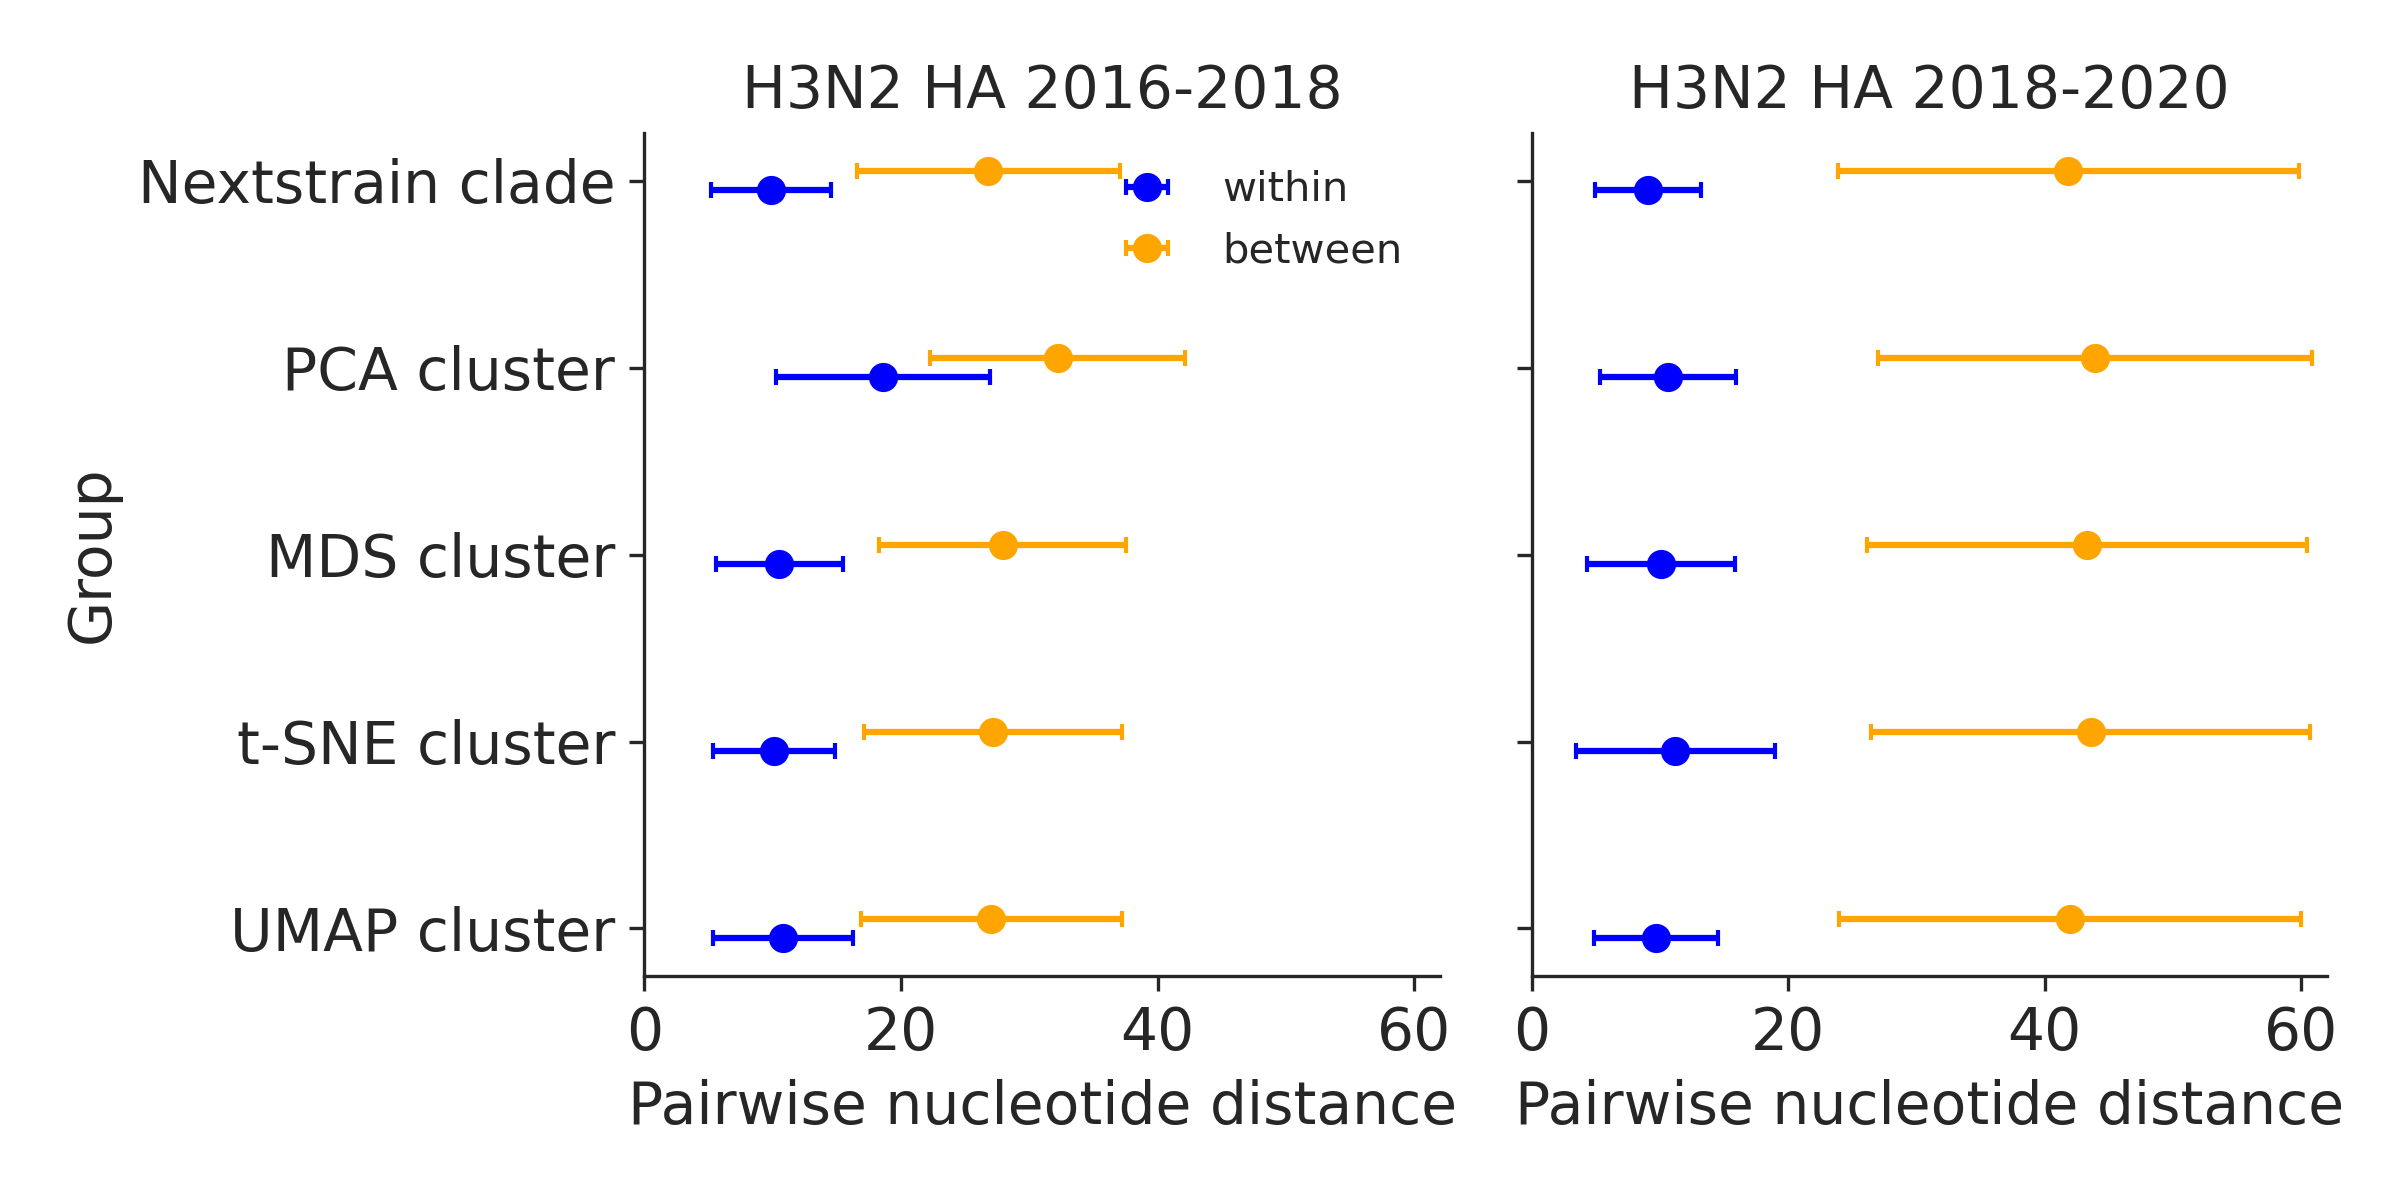 H3N2 HA 2016-2018
H3N2 HA 2018-2020
Group
Nextstrain clade
PCA cluster
MDS cluster
t-SNE cluster
UMAP cluster
within
between
0 20 40 60
0 20 40 60
Pairwise nucleotide distance
Pairwise nucleotide distance